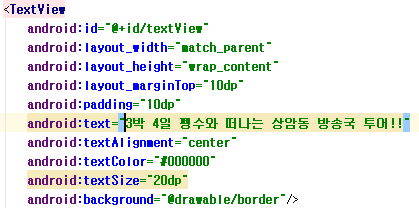 <TextView
android:id="@+id/textView"
android:layout_width="match_parent"
android:layout_height="wrap_content"
android:layout_marginTop="10dp"
android:padding="10dp"
android:text="3박 4일 평수와 떠나는 상암동 방송국 투어!!"
android:textAlignment="center"
android:textColor="#000000"
android:textSize="20dp"
android:background="@drawable/border"/>